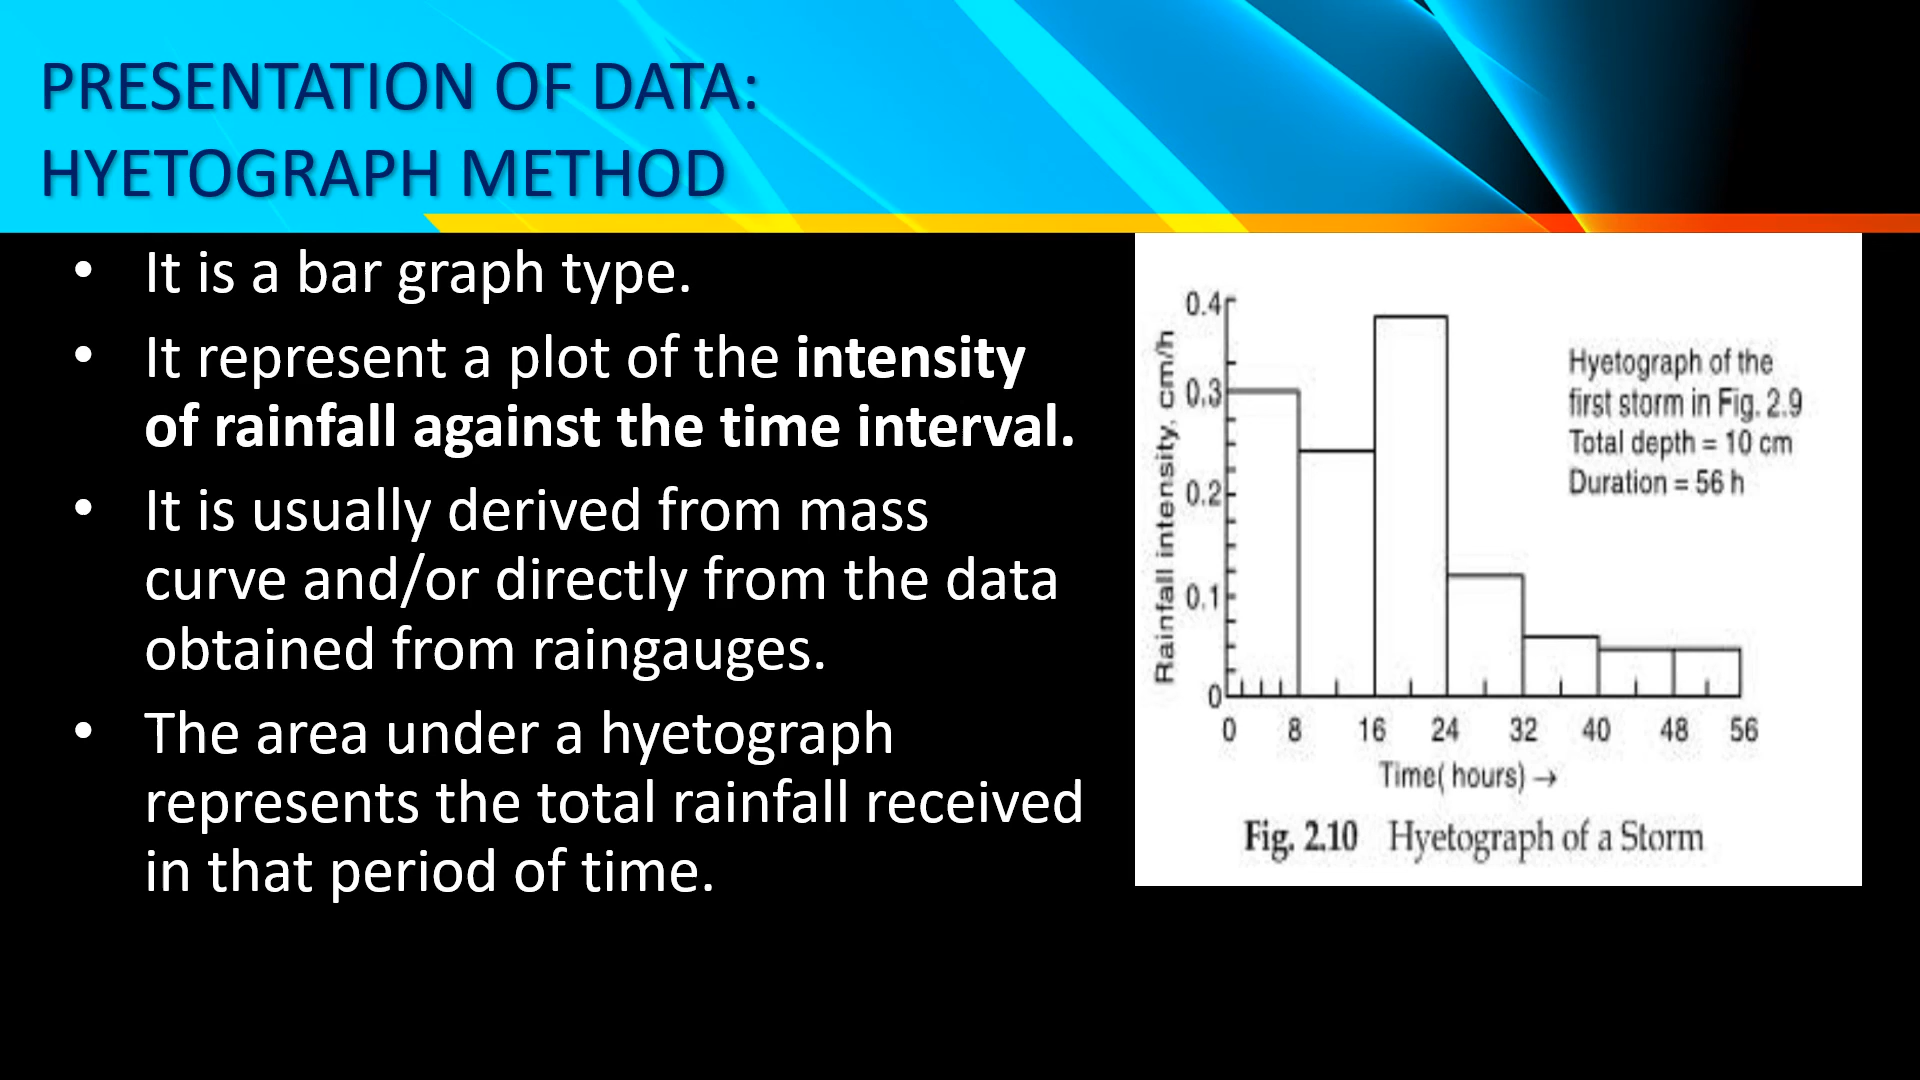 PRESENTATION OF DATA:
HYETOGRAPH METHOD
• It is a bar graph type.
• It represent a plot of the intensity
of rainfall against the time interval.
• It is usually derived from mass
curve and/or directly from the data
obtained from raingauges.
• The area under a hyetograph
represents the total rainfall received
in that period of time.
Rainfall intensity, cm/h
0.4
0.3
0.2
0.1
0
Hyetograph of the
first storm in Fig. 2.9
Total depth = 10 cm
Duration = 56 h
0 8 16 24 32 40 48 56
Time( hours) →
Fig. 2.10 Hyetograph of a Storm